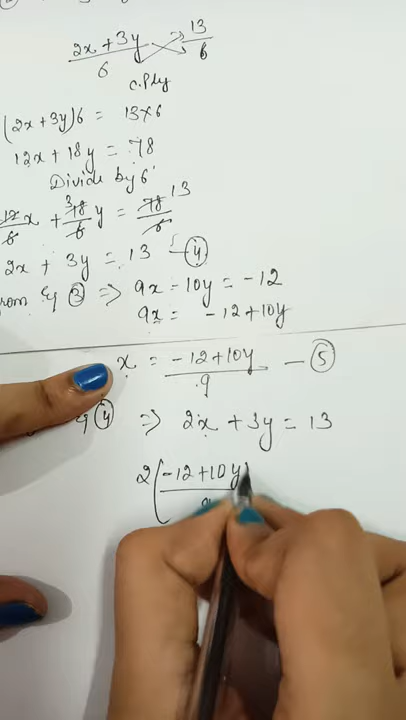 2x + 3y / 6 13 / 6
c.Ply
(2x + 3y)6 = 13×6
12x + 18y = 78
Divide by 6
12/6 x + 3 18/6 y = 78/6 13
2x + 3y = 13 — (4)
from Eq (3) => 9x - 10y = -12
9x = -12 + 10y
x = -12 + 10y / 9 — (5)
(4) => 2x + 3y = 13
2(-12 + 10y / 9